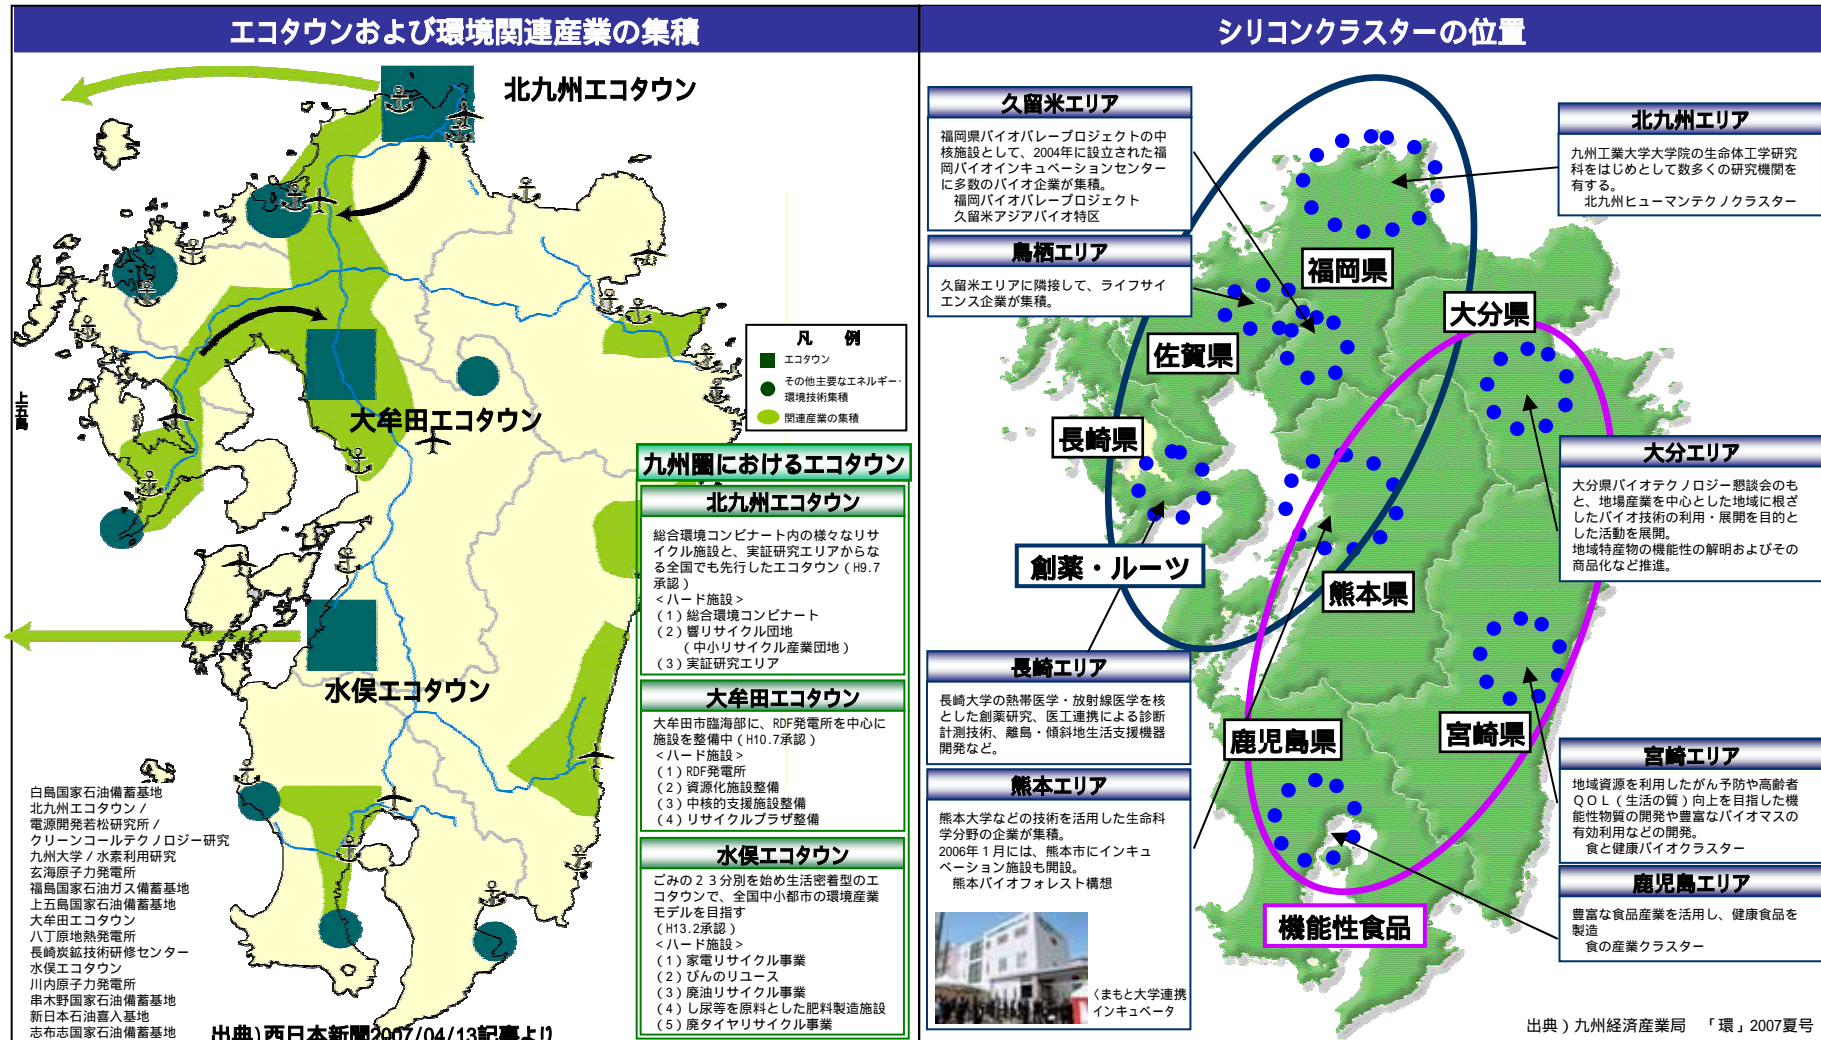 エコタウンおよび環境関連産業の集積
北九州エコタウン
大牟田エコタウン
水俣エコタウン
上五島
凡 例
エコタウン
その他主要なエネルギー・
環境技術集積
関連産業の集積
九州圏におけるエコタウン
北九州エコタウン
総合環境コンビナート内の様々なリサ
イクル施設と、実証研究エリアからな
る全国でも先行したエコタウン（H9.7
承認）
＜ハード施設＞
（1）総合環境コンビナート
（2）響リサイクル団地
（中小リサイクル産業団地）
（3）実証研究エリア
大牟田エコタウン
大牟田市臨海部に、RDF発電所を中心に
施設を整備中（H10.7承認）
＜ハード施設＞
（1）RDF発電所
（2）資源化施設整備
（3）中核的支援施設整備
（4）リサイクルプラザ整備
水俣エコタウン
ごみの２３分別を始め生活密着型のエ
コタウンで、全国中小都市の環境産業
モデルを目指す
（H13.2承認）
＜ハード施設＞
（1）家電リサイクル事業
（2）びんのリユース
（3）廃油リサイクル事業
（4）し尿等を原料とした肥料製造施設
（5）廃タイヤリサイクル事業
白島国家石油備蓄基地
北九州エコタウン /
電源開発若松研究所 /
クリーンコールテクノロジー研究
九州大学 / 水素利用研究
玄海原子力発電所
福島国家石油ガス備蓄基地
上五島国家石油備蓄基地
大牟田エコタウン
八丁原地熱発電所
長崎炭鉱技術研修センター
水俣エコタウン
川内原子力発電所
串木野国家石油備蓄基地
新日本石油喜入基地
志布志国家石油備蓄基地
出典）西日本新聞2007/04/13記事より
シリコンクラスターの位置
久留米エリア
福岡県バイオバレープロジェクトの中
核施設として、2004年に設立された福
岡バイオインキュベーションセンター
に多数のバイオ企業が集積。
福岡バイオバレープロジェクト
久留米アジアバイオ特区
鳥栖エリア
久留米エリアに隣接して、ライフサイ
エンス企業が集積。
北九州エリア
九州工業大学大学院の生命体工学研究
科をはじめとして数多くの研究機関を
有する。
北九州ヒューマンテクノクラスター
福岡県
大分県
佐賀県
長崎県
創薬・ルーツ
熊本県
鹿児島県
宮崎県
機能性食品
大分エリア
大分県バイオテクノロジー懇談会のも
と、地場産業を中心とした地域に根ざ
したバイオ技術の利用・展開を目的と
した活動を展開。
地域特産物の機能性の解明およびその
商品化など推進。
長崎エリア
長崎大学の熱帯医学・放射線医学を核
とした創薬研究、医工連携による診断
計測技術、離島・傾斜地生活支援機器
開発など。
熊本エリア
熊本大学などの技術を活用した生命科
学分野の企業が集積。
2006年１月には、熊本市にインキュ
ベーション施設も開設。
熊本バイオフォレスト構想
くまもと大学連携
インキュベータ
宮崎エリア
地域資源を利用したがん予防や高齢者
ＱＯＬ（生活の質）向上を目指した機
能性物質の開発や豊富なバイオマスの
有効利用などの開発。
食と健康バイオクラスター
鹿児島エリア
豊富な食品産業を活用し、健康食品を
製造
食の産業クラスター
出典）九州経済産業局 「環」2007夏号